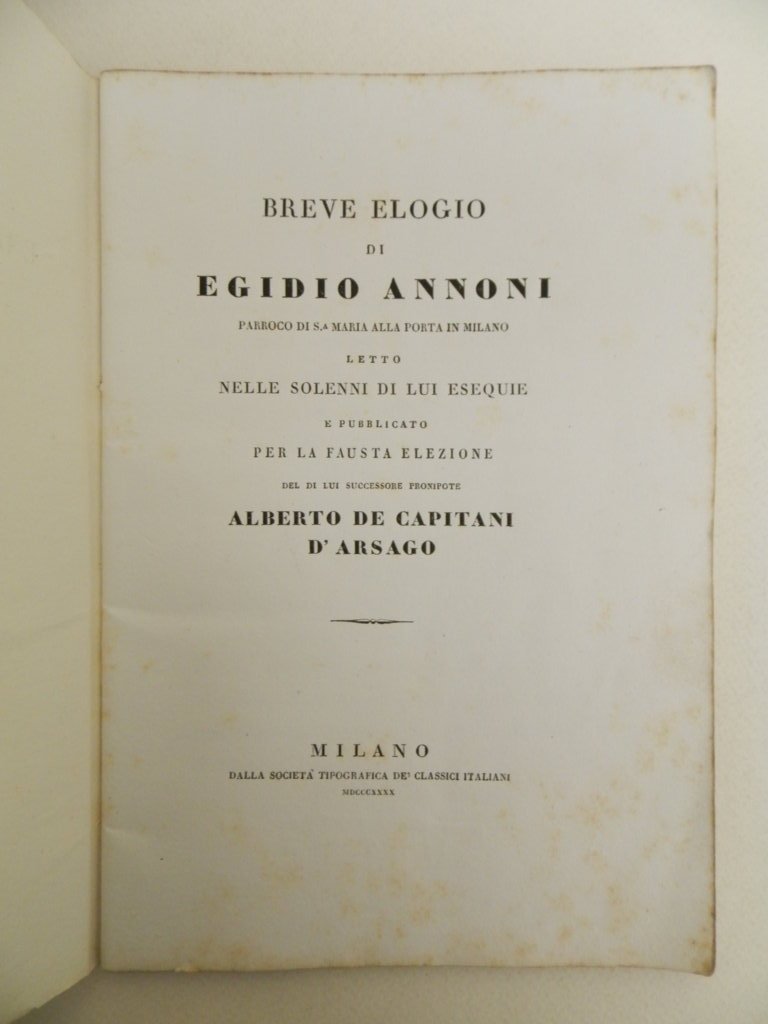 BREVE ELOGIO
DI
EGIDIO ANNONI
PARROCO DI S.A MARIA ALLA PORTA IN MILANO
LETTO
NELLE SOLENNI DI LUI ESEQUIE
E PUBBLICATO
PER LA FAUSTA ELEZIONE
DEL DI LUI SUCCESSORE PRONIPOTE
ALBERTO DE CAPITANI
D' ARSAGO
MILANO
DALLA SOCIETÀ TIPOGRAFICA DE' CLASSICI ITALIANI
MDCCCXXXX